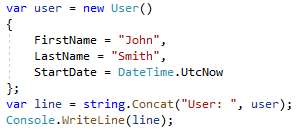 var user = new User()
{
    FirstName = "John",
    LastName = "Smith",
    StartDate = DateTime.UtcNow
};
var line = string.Concat("User: ", user);
Console.WriteLine(line);